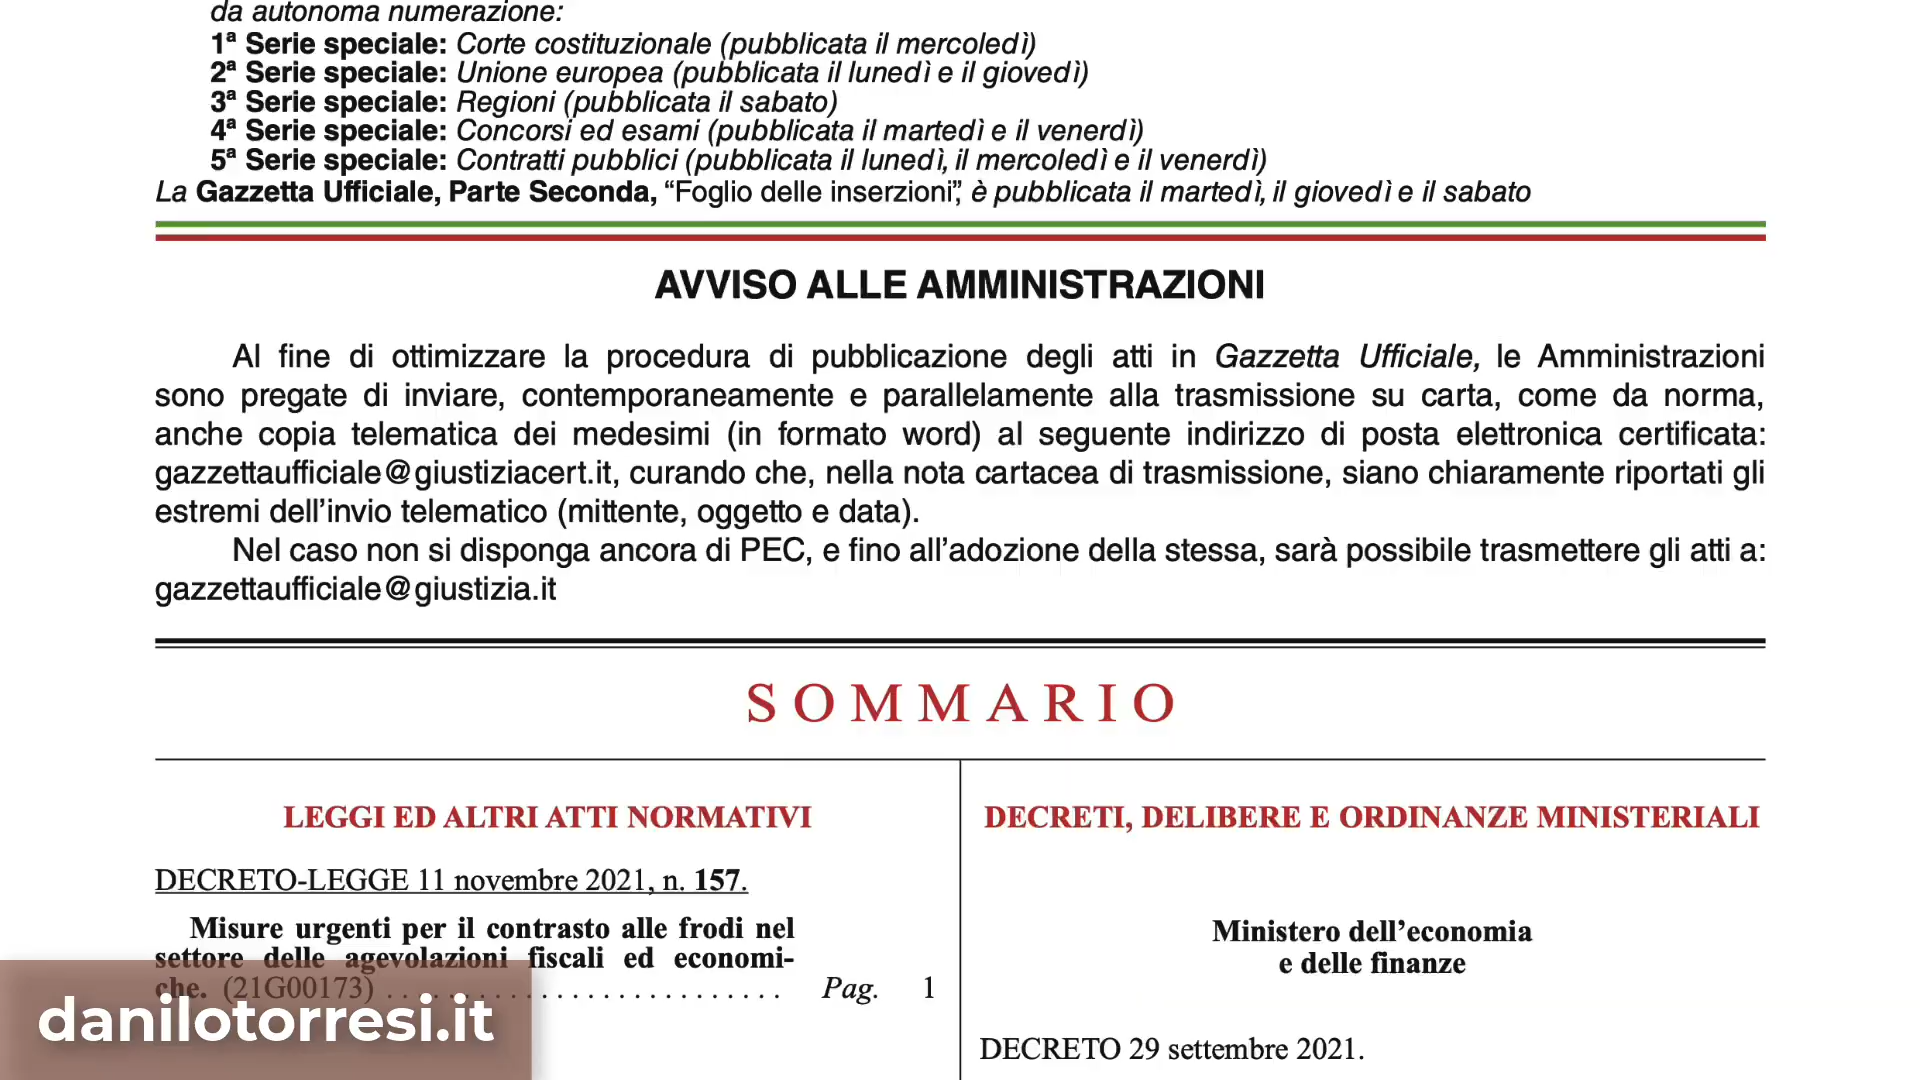 da autonoma numerazione:
1ª Serie speciale: Corte costituzionale (pubblicata il mercoledì)
2ª Serie speciale: Unione europea (pubblicata il lunedì e il giovedì)
3ª Serie speciale: Regioni (pubblicata il sabato)
4ª Serie speciale: Concorsi ed esami (pubblicata il martedì e il venerdì)
5ª Serie speciale: Contratti pubblici (pubblicata il lunedì, il mercoledì e il venerdì)
La Gazzetta Ufficiale, Parte Seconda, “Foglio delle inserzioni”, è pubblicata il martedì, il giovedì e il sabato
AVVISO ALLE AMMINISTRAZIONI
Al fine di ottimizzare la procedura di pubblicazione degli atti in Gazzetta Ufficiale, le Amministrazioni
sono pregate di inviare, contemporaneamente e parallelamente alla trasmissione su carta, come da norma,
anche copia telematica dei medesimi (in formato word) al seguente indirizzo di posta elettronica certificata:
gazzettaufficiale@giustiziacert.it, curando che, nella nota cartacea di trasmissione, siano chiaramente riportati gli
estremi dell’invio telematico (mittente, oggetto e data).
Nel caso non si disponga ancora di PEC, e fino all’adozione della stessa, sarà possibile trasmettere gli atti a:
gazzettaufficiale@giustizia.it
SOMMARIO
LEGGI ED ALTRI ATTI NORMATIVI
DECRETO-LEGGE 11 novembre 2021, n. 157.
Misure urgenti per il contrasto alle frodi nel
settore delle agevolazioni fiscali ed economi-
che. (21G00173) . . . . . . . . . . . . . . . . . . . . . . . . . . Pag. 1
DECRETI, DELIBERE E ORDINANZE MINISTERIALI
Ministero dell’economia
e delle finanze
DECRETO 29 settembre 2021.
danilotorresi.it